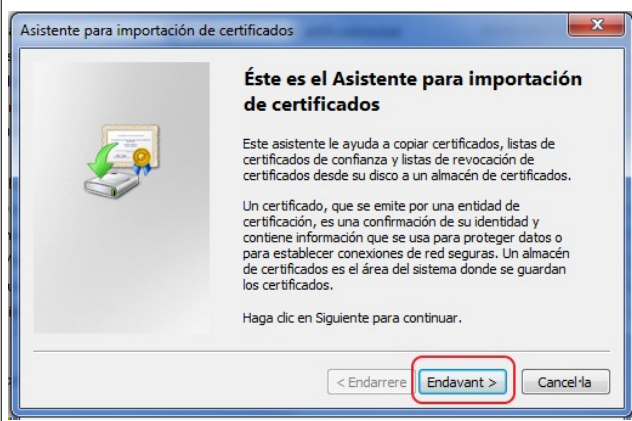 Asistente para importación de certificados
Éste es el Asistente para importación
de certificados
Este asistente le ayuda a copiar certificados, listas de
certificados de confianza y listas de revocación de
certificados desde su disco a un almacén de certificados.
Un certificado, que se emite por una entidad de
certificación, es una confirmación de su identidad y
contiene información que se usa para proteger datos o
para establecer conexiones de red seguras. Un almacén
de certificados es el área del sistema donde se guardan
los certificados.
Haga clic en Siguiente para continuar.
< Endarrere Endavant > Cancel·la